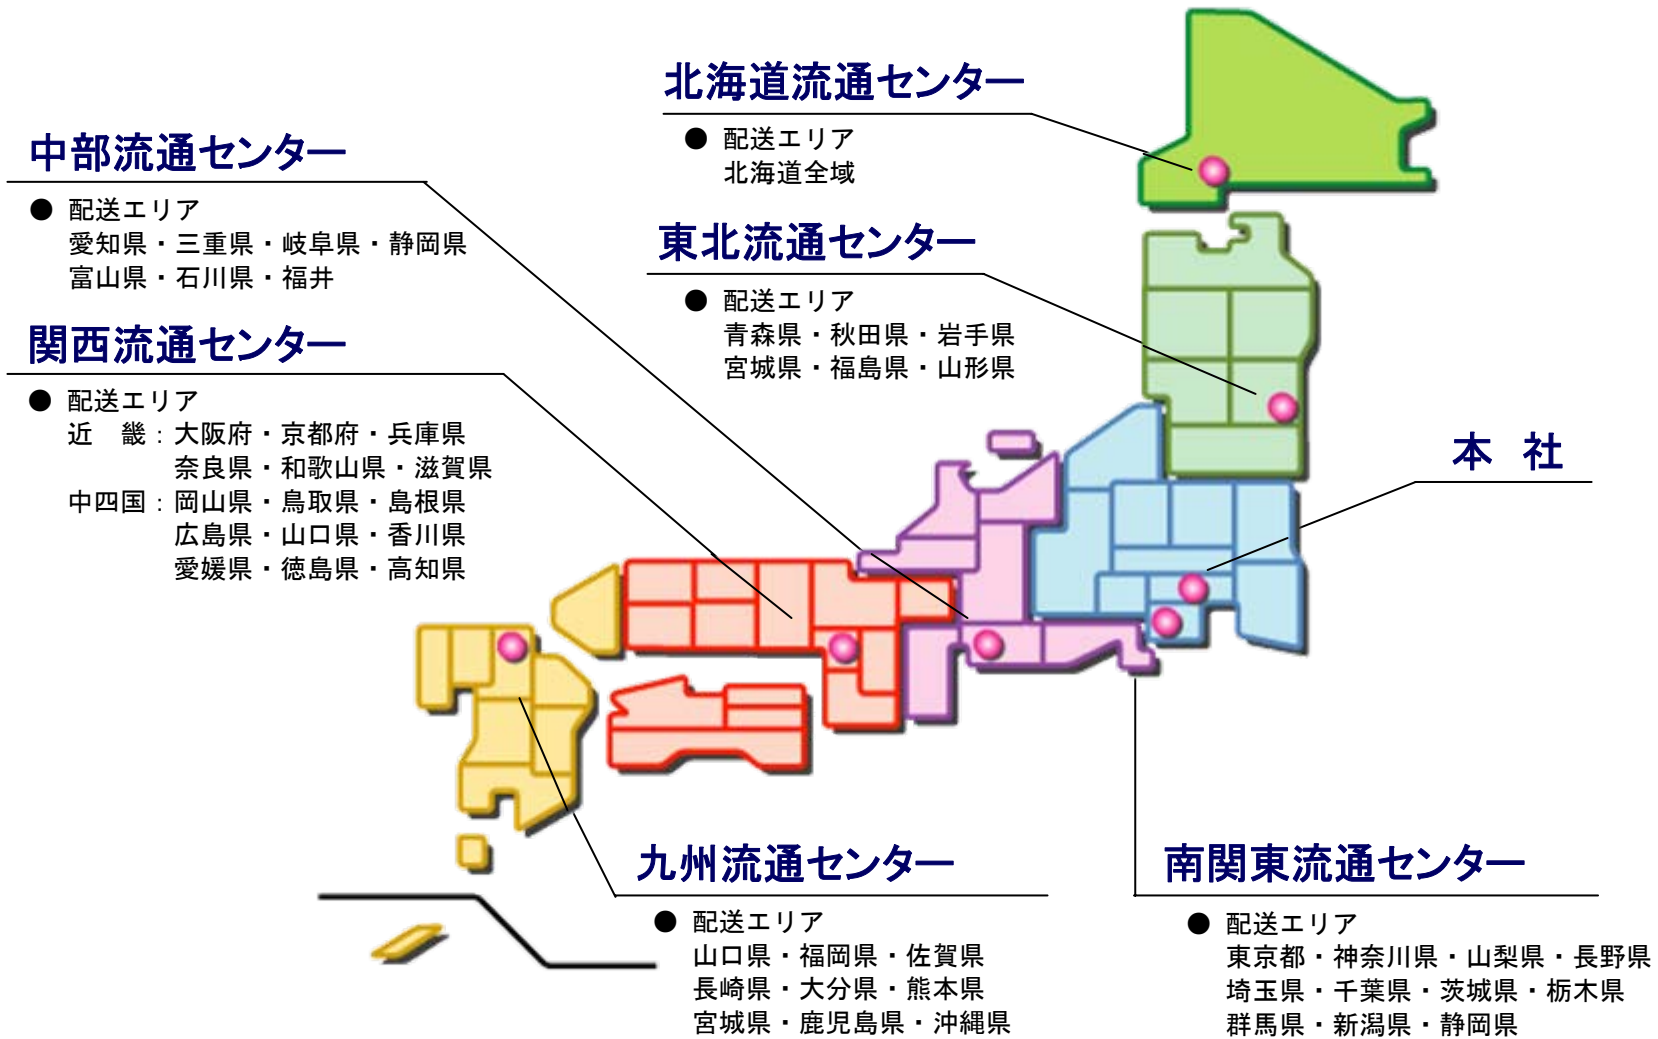 北海道流通センター
● 配送エリア
北海道全域
中部流通センター
● 配送エリア
愛知県・三重県・岐阜県・静岡県
富山県・石川県・福井
東北流通センター
● 配送エリア
青森県・秋田県・岩手県
宮城県・福島県・山形県
関西流通センター
● 配送エリア
近　畿：大阪府・京都府・兵庫県
奈良県・和歌山県・滋賀県
中四国：岡山県・鳥取県・島根県
広島県・山口県・香川県
愛媛県・徳島県・高知県
本　社
九州流通センター
● 配送エリア
山口県・福岡県・佐賀県
長崎県・大分県・熊本県
宮城県・鹿児島県・沖縄県
南関東流通センター
● 配送エリア
東京都・神奈川県・山梨県・長野県
埼玉県・千葉県・茨城県・栃木県
群馬県・新潟県・静岡県